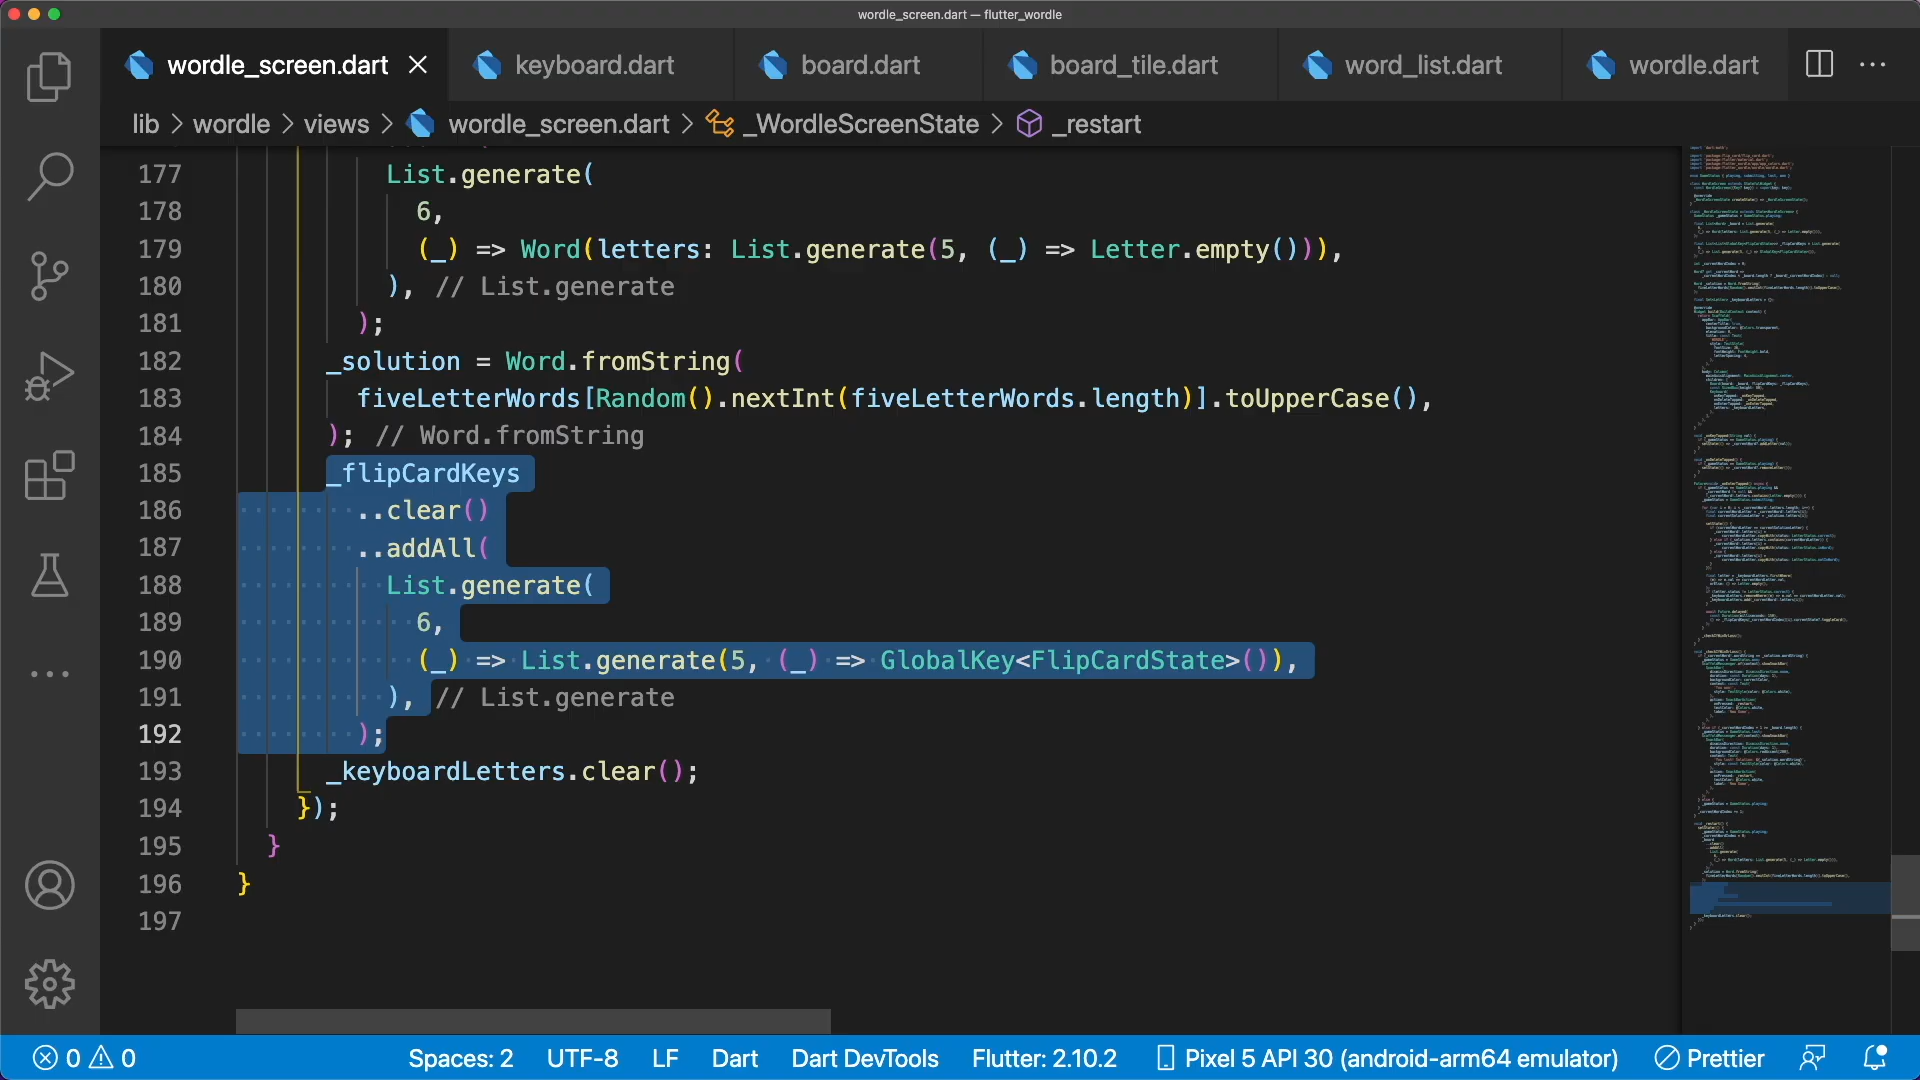 wordle_screen.dart — flutter_wordle
wordle_screen.dart keyboard.dart board.dart board_tile.dart word_list.dart wordle.dart
lib > wordle > views > wordle_screen.dart > _WordleScreenState > _restart
177 List.generate(
178 6,
179 (_) => Word(letters: List.generate(5, (_) => Letter.empty())),
180 ), // List.generate
181 );
182 _solution = Word.fromString(
183 fiveLetterWords[Random().nextInt(fiveLetterWords.length)].toUpperCase(),
184 ); // Word.fromString
185 _flipCardKeys
186 ..clear()
187 ..addAll(
188 List.generate(
189 6,
190 (_) => List.generate(5, (_) => GlobalKey<FlipCardState>()),
191 ), // List.generate
192 );
193 _keyboardLetters.clear();
194 });
195 }
196 }
197
0 0 Spaces: 2 UTF-8 LF Dart Dart DevTools Flutter: 2.10.2 Pixel 5 API 30 (android-arm64 emulator) Prettier